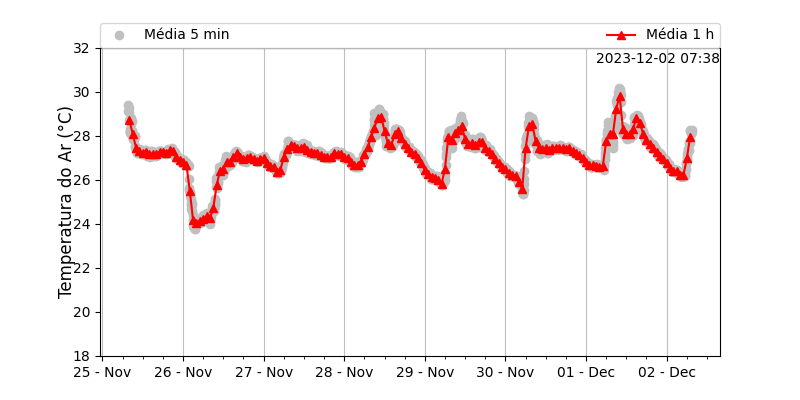 Média 5 min
Média 1 h
2023-12-02 07:38
Temperatura do Ar (°C)
32
30
28
26
24
22
20
18
25 - Nov
26 - Nov
27 - Nov
28 - Nov
29 - Nov
30 - Nov
01 - Dec
02 - Dec